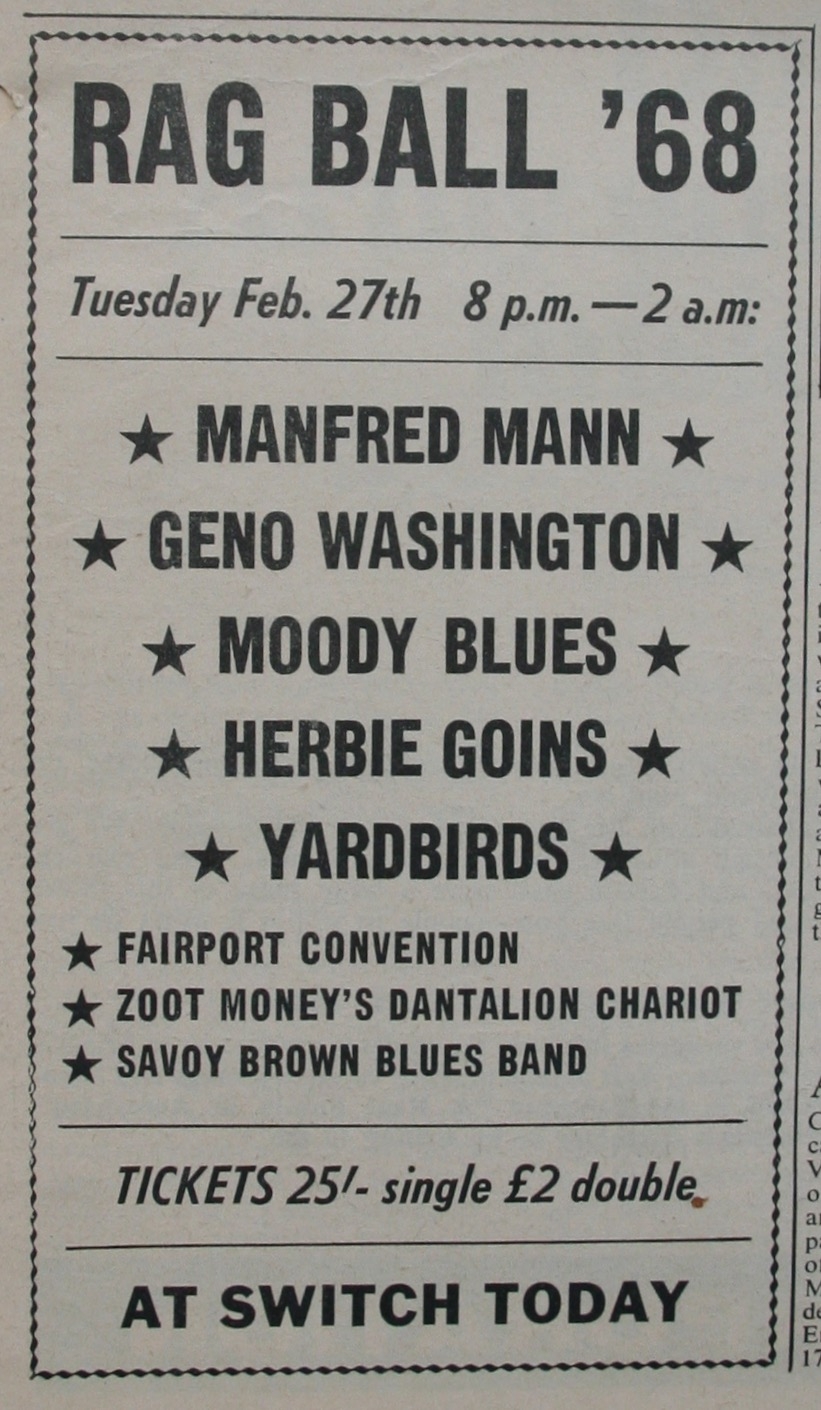 RAG BALL '68
Tuesday Feb. 27th 8 p.m. — 2 a.m:
★ MANFRED MANN ★
★ GENO WASHINGTON ★
★ MOODY BLUES ★
★ HERBIE GOINS ★
★ YARDBIRDS ★
★ FAIRPORT CONVENTION
★ ZOOT MONEY'S DANTALION CHARIOT
★ SAVOY BROWN BLUES BAND
TICKETS 25/- single £2 double
AT SWITCH TODAY